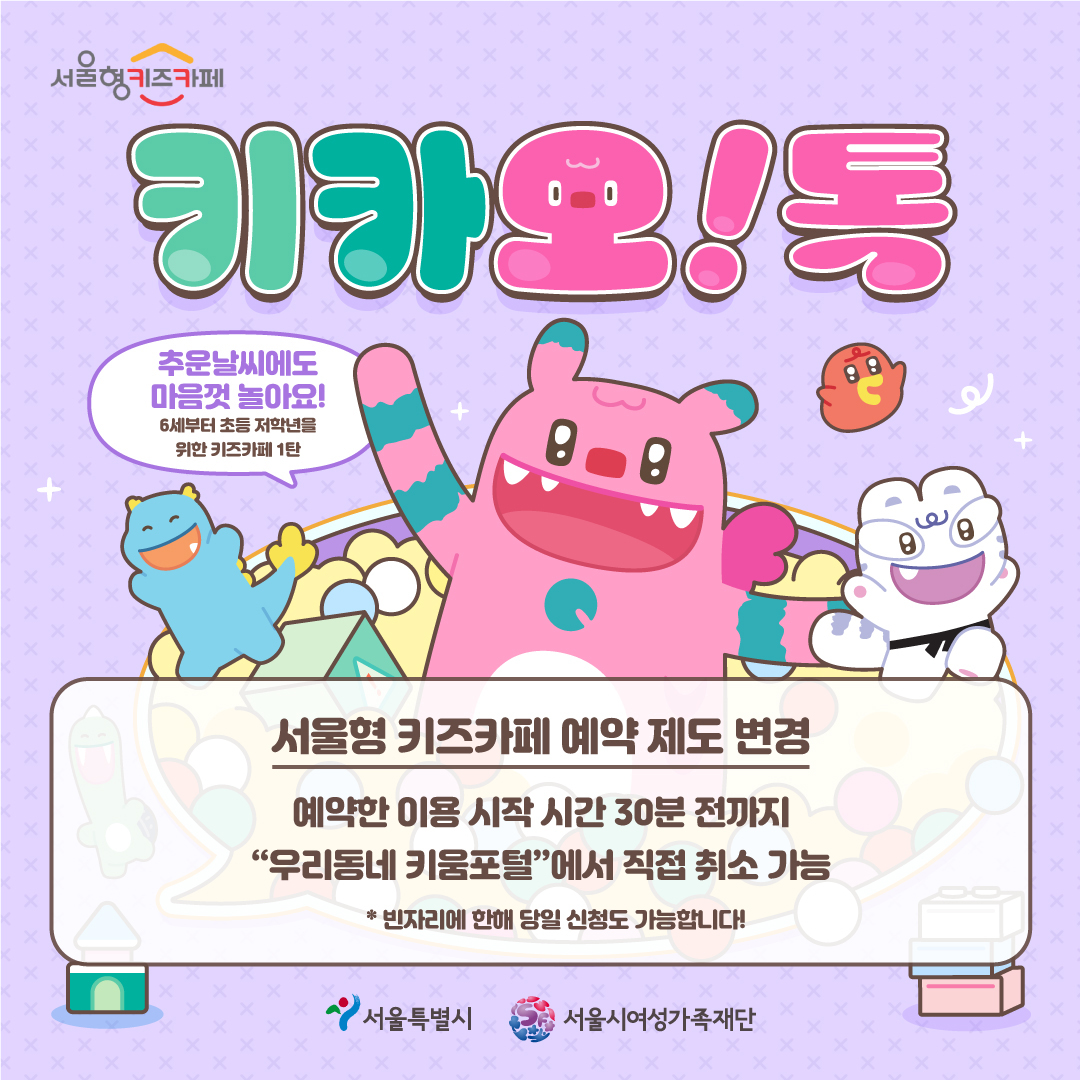 서울형키즈카페
키카오!톡
추운날씨에도
마음껏 놀아요!
6세부터 초등 저학년을
위한 키즈카페 1탄
서울형 키즈카페 예약 제도 변경
예약한 이용 시작 시간 30분 전까지
“우리동네 키움포털”에서 직접 취소 가능
* 빈자리에 한해 당일 신청도 가능합니다!
서울특별시
서울시여성가족재단